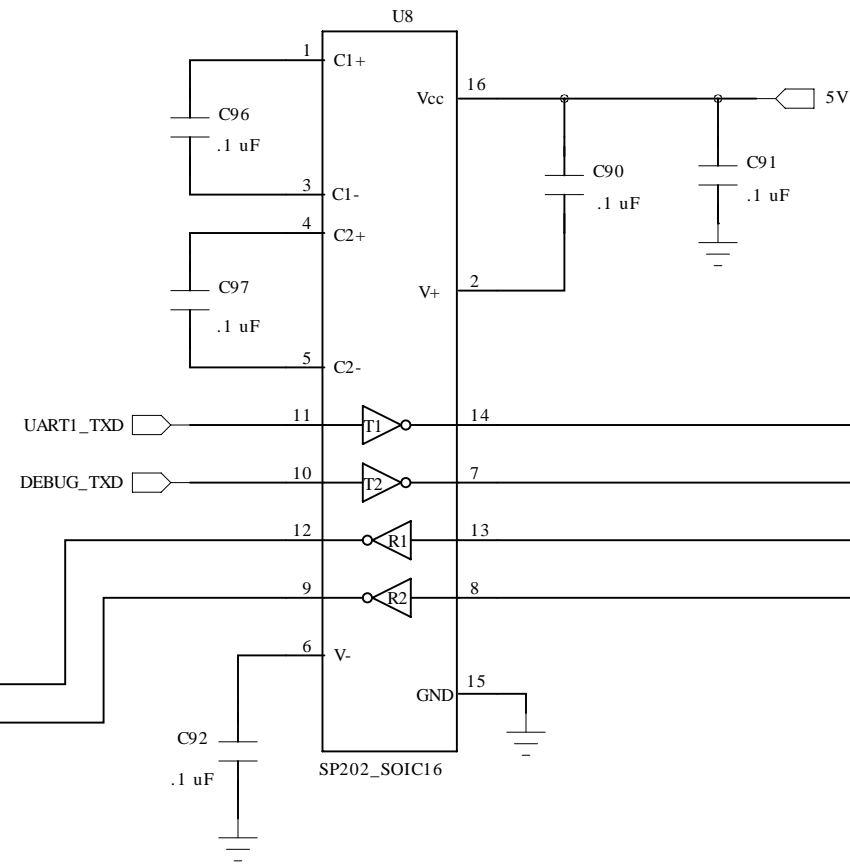 U8
1
C1+
16
Vcc
5V
C96
.1 uF
C90
.1 uF
C91
.1 uF
3
C1-
4
C2+
2
V+
C97
.1 uF
5
C2-
UART1_TXD
11
T1
14
DEBUG_TXD
10
T2
7
12
R1
13
9
R2
8
6
V-
15
GND
C92
.1 uF
SP202_SOIC16